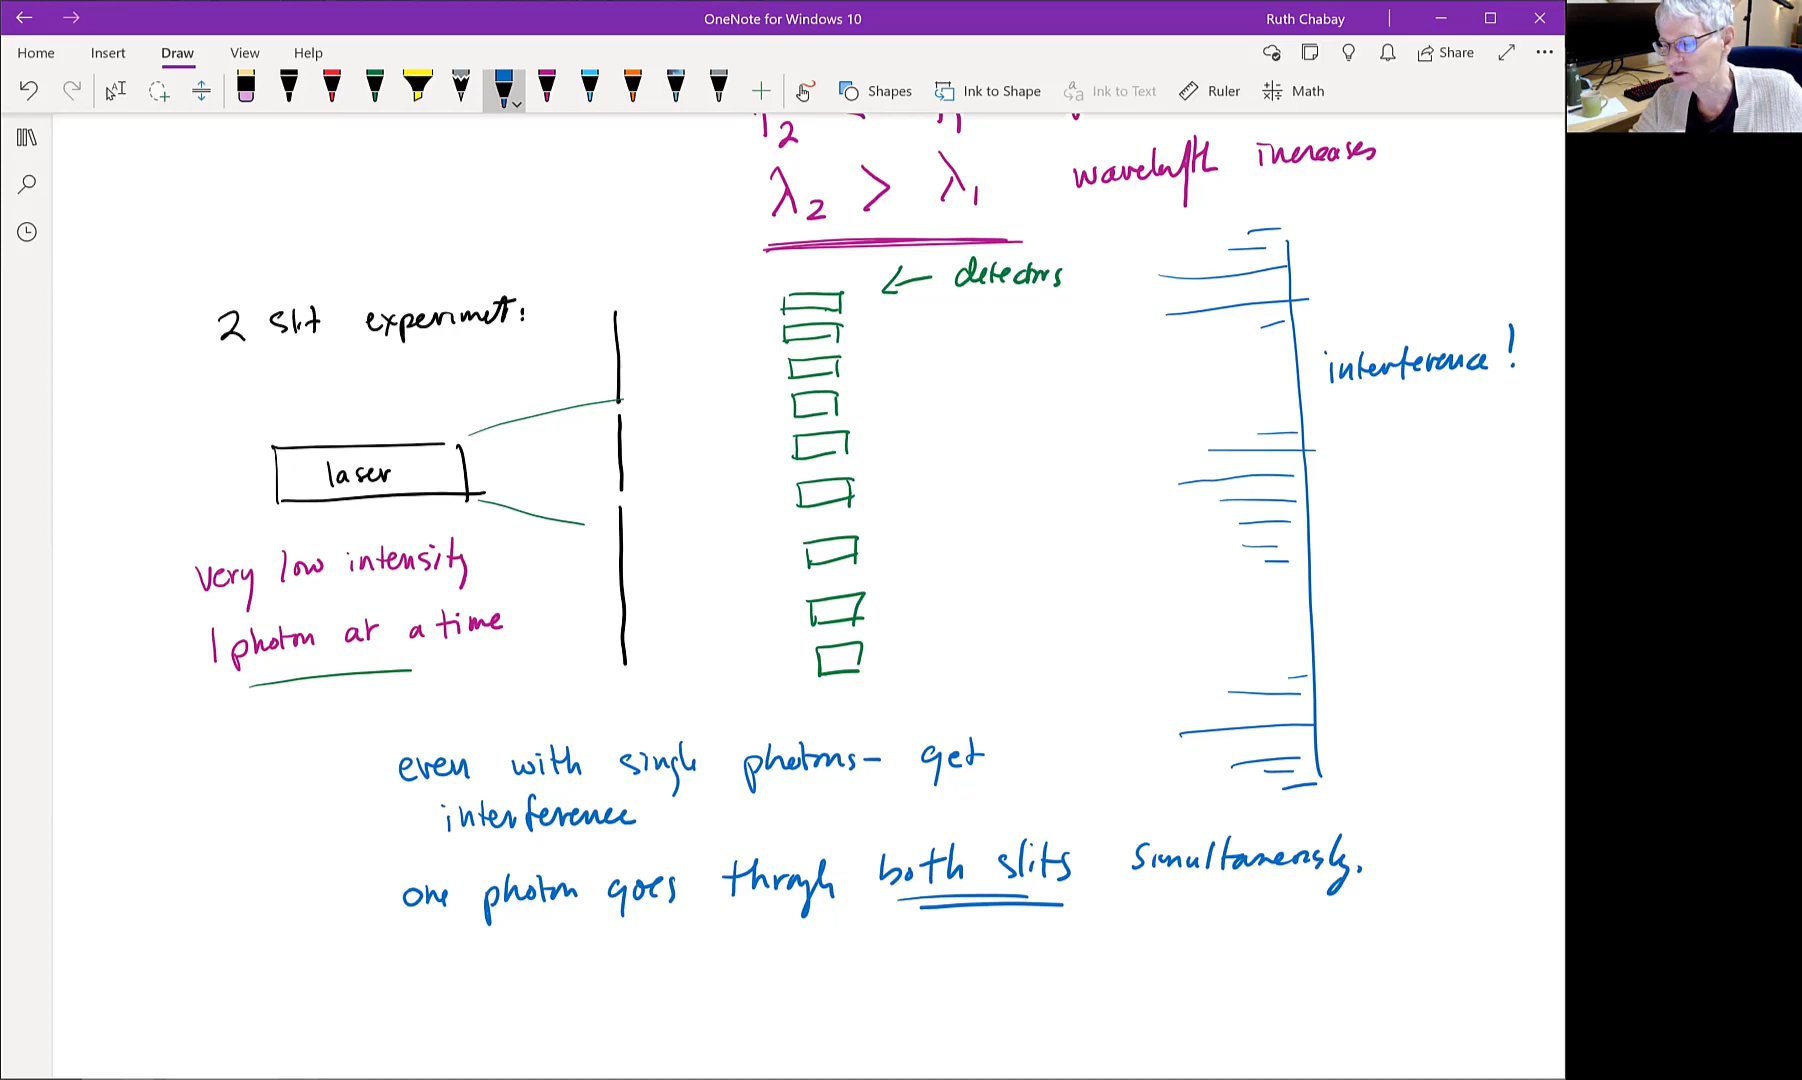 OneNote for Windows 10
Ruth Chabay
Home Insert Draw View Help
Share
Shapes Ink to Shape Ink to Text Ruler Math
λ2 > λ1 wavelength increases
← detectors
2 slit experimet:
interference!
laser
very low intensity
1 photon at a time
even with single photons- get
interference
one photon goes through both slits simultaneously.